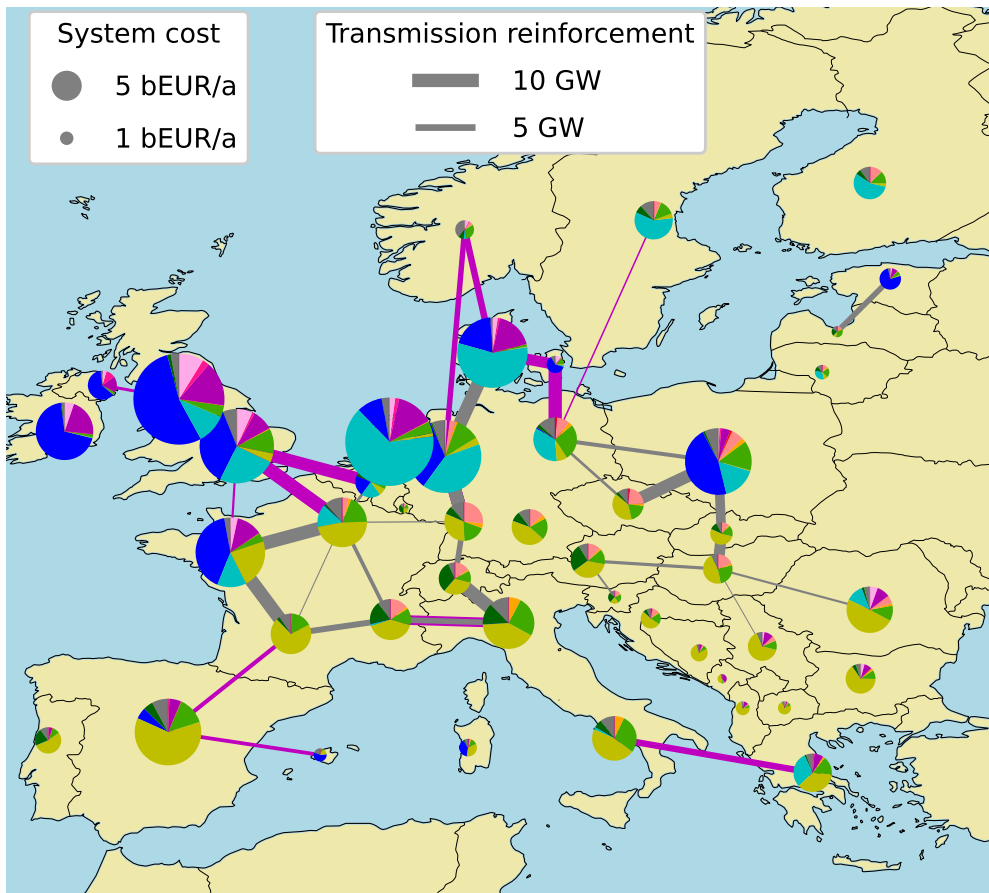 System cost
5 bEUR/a
1 bEUR/a
Transmission reinforcement
10 GW
5 GW